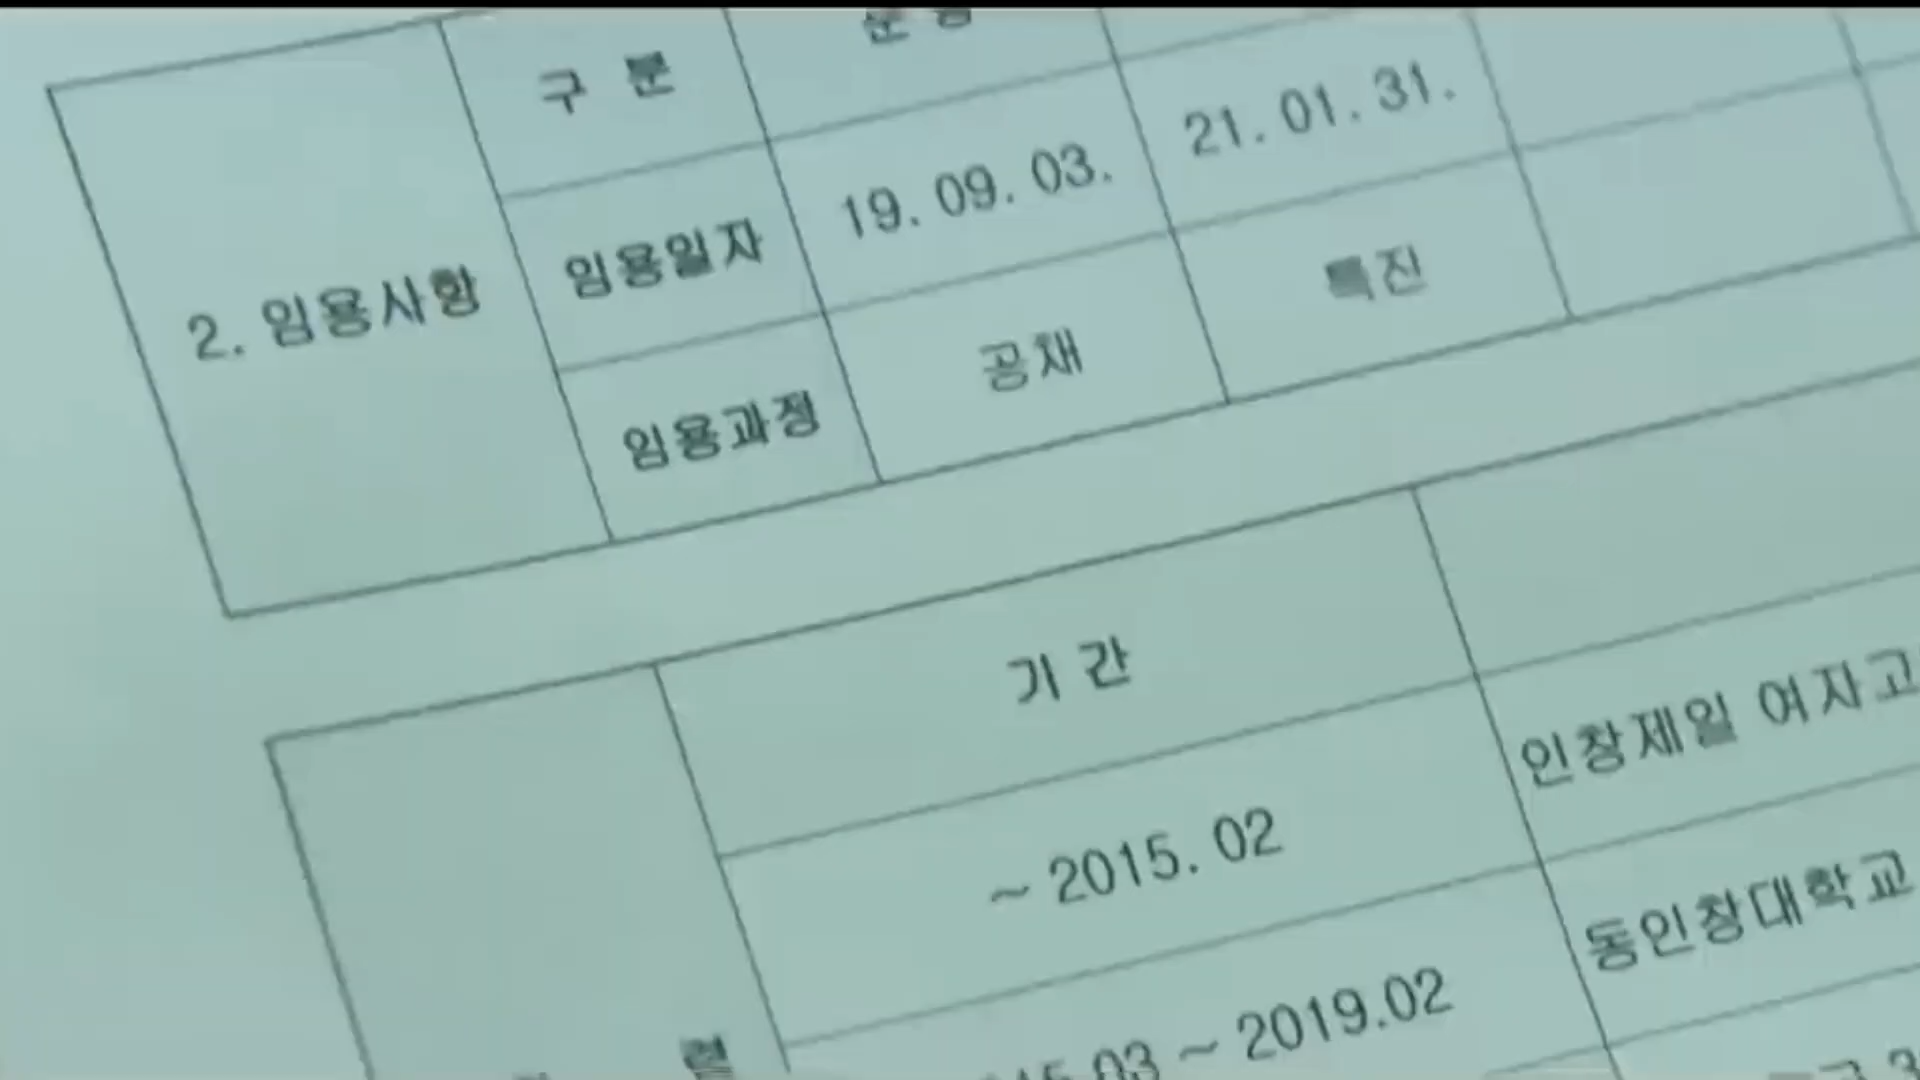 구 분
2. 임용사항
임용일자 19. 09. 03. 21. 01. 31.
임용과정 공채 특진
기 간
~ 2015. 02 인창제일 여자고
03 ~ 2019.02 동인창대학교